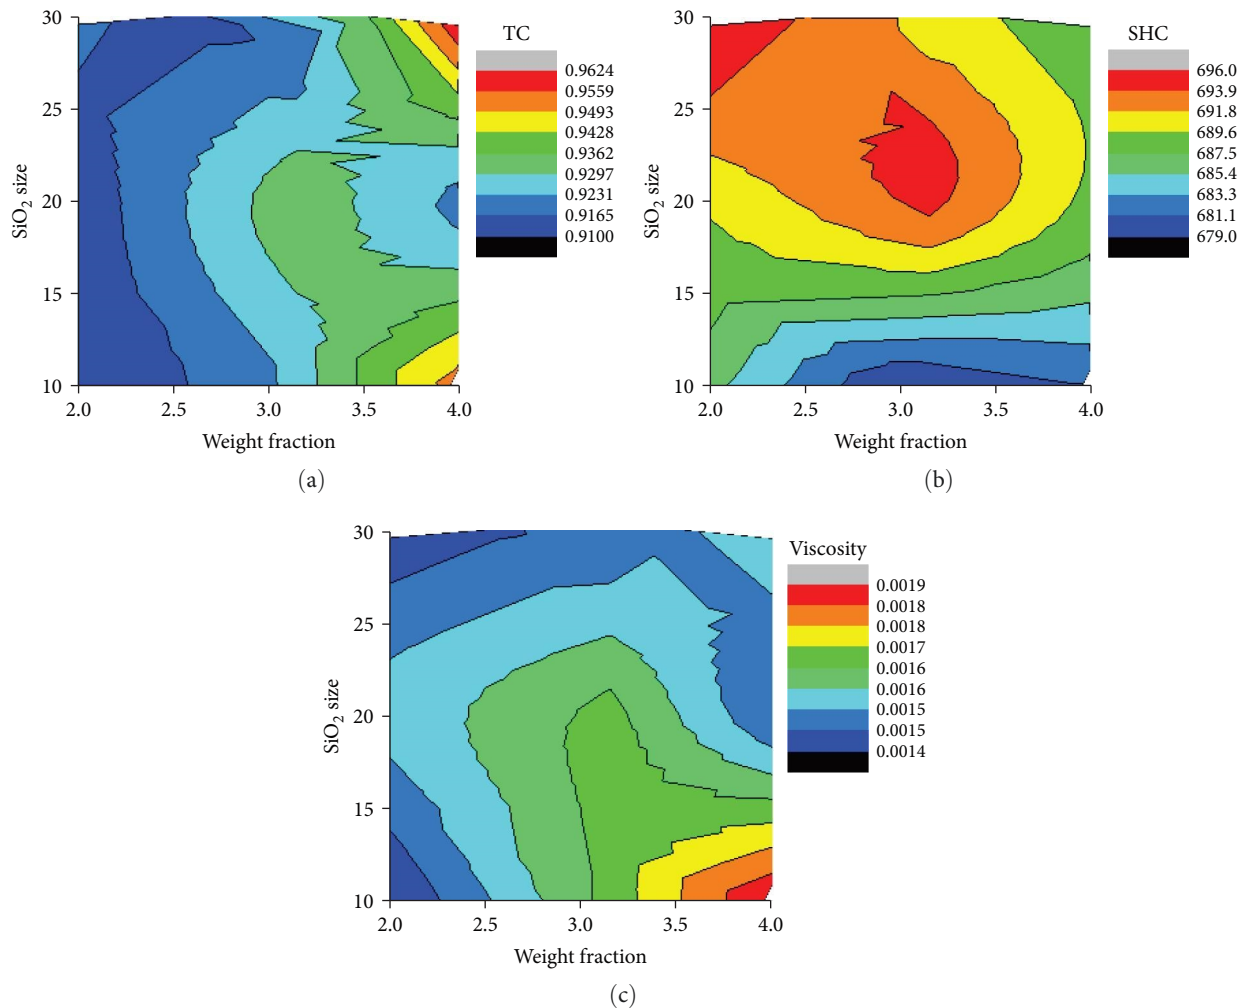 30
25
20
15
10
SiO2 size
2.0 2.5 3.0 3.5 4.0
Weight fraction
TC
0.9624
0.9559
0.9493
0.9428
0.9362
0.9297
0.9231
0.9165
0.9100
(a)
30
25
20
15
10
SiO2 size
2.0 2.5 3.0 3.5 4.0
Weight fraction
SHC
696.0
693.9
691.8
689.6
687.5
685.4
683.3
681.1
679.0
(b)
30
25
20
15
10
SiO2 size
2.0 2.5 3.0 3.5 4.0
Weight fraction
Viscosity
0.0019
0.0018
0.0018
0.0017
0.0016
0.0016
0.0015
0.0015
0.0014
(c)